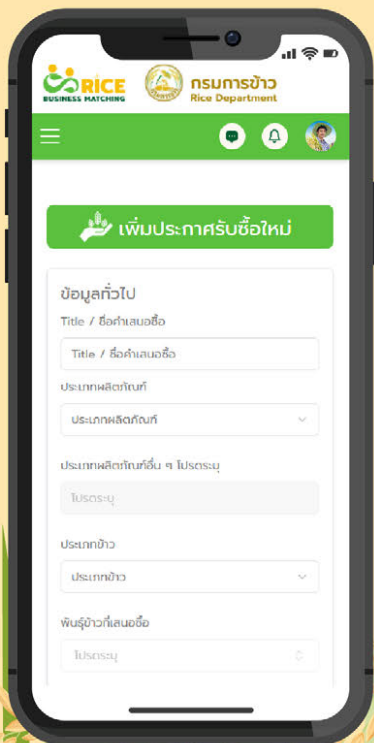 RiCE
BUSINESS MATCHING
กรมการข้าว
Rice Department
เพิ่มประกาศรับซื้อใหม่
ข้อมูลทั่วไป
Title / ชื่อคำเสนอซื้อ
Title / ชื่อคำเสนอซื้อ
ประเภทผลิตภัณฑ์
ประเภทผลิตภัณฑ์
ประเภทผลิตภัณฑ์อื่น ๆ โปรดระบุ
โปรดระบุ
ประเภทข้าว
ประเภทข้าว
พันธุ์ข้าวที่เสนอซื้อ
โปรดระบุ